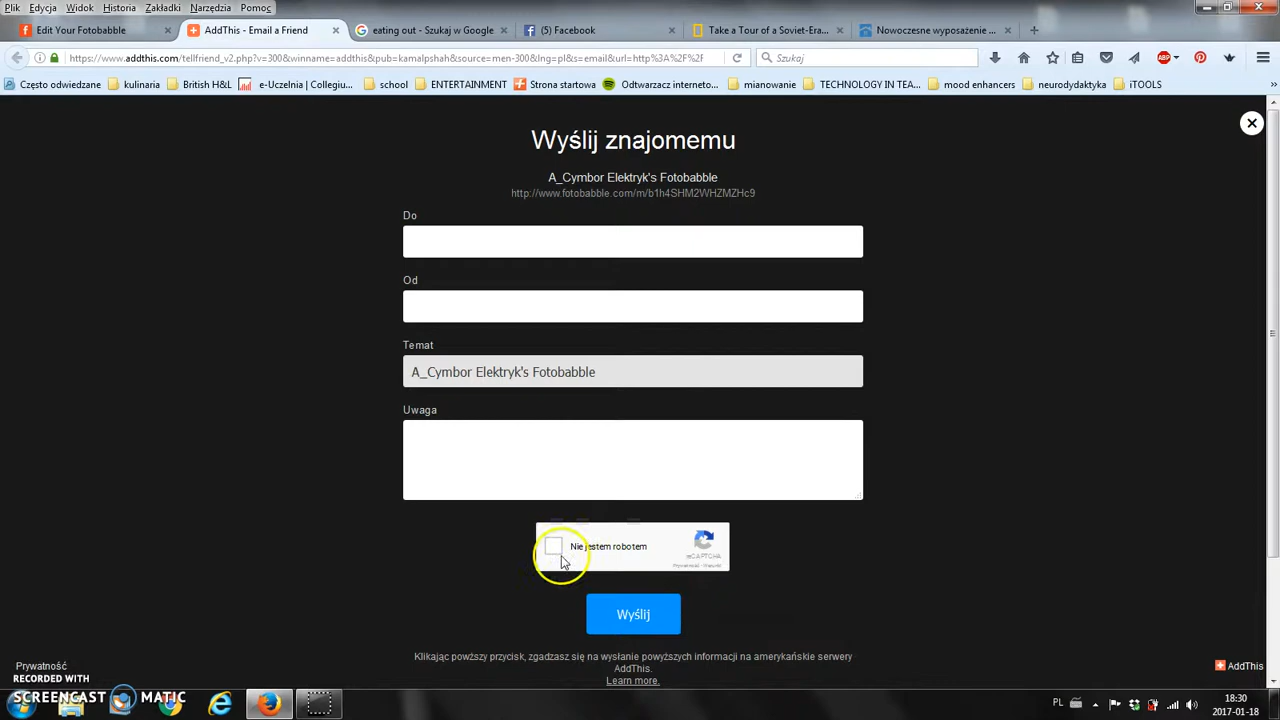 Plik Edycja Widok Historia Zakładki Narzędzia Pomoc
Edit Your Fotobabble × AddThis - Email a Friend × eating out - Szukaj w Google × (5) Facebook × Take a Tour of a Soviet-Era... × Nowoczesne wyposażenie ... × +
https://www.addthis.com/tellfriend_v2.php?v=300&winname=addthis&pub=kamalpshah&source=men-300&lng=pl&s=email&url=http%3A%2F%2F Szukaj ABP
Często odwiedzane kulinaria British H&L e-Uczelnia ( Collegiu... school ENTERTAINMENT Strona startowa Odtwarzacz interneto... mianowanie TECHNOLOGY IN TEA... mood enhancers neurodydaktyka iTOOLS
Wyślij znajomemu
A_Cymbor Elektryk's Fotobabble
http://www.fotobabble.com/m/b1h4SHM2WHZMZHc9
Do
Od
Temat
A_Cymbor Elektryk's Fotobabble
Uwaga
Nie jestem robotem
reCAPTCHA
Wyślij
Klikając powższy przycisk, zgadzasz się na wysłanie powyższych informacji na amerykańskie serwery
AddThis.
Learn more.
Prywatność
AddThis
RECORDED WITH
SCREENCAST MATIC
PL
18:30
2017-01-18